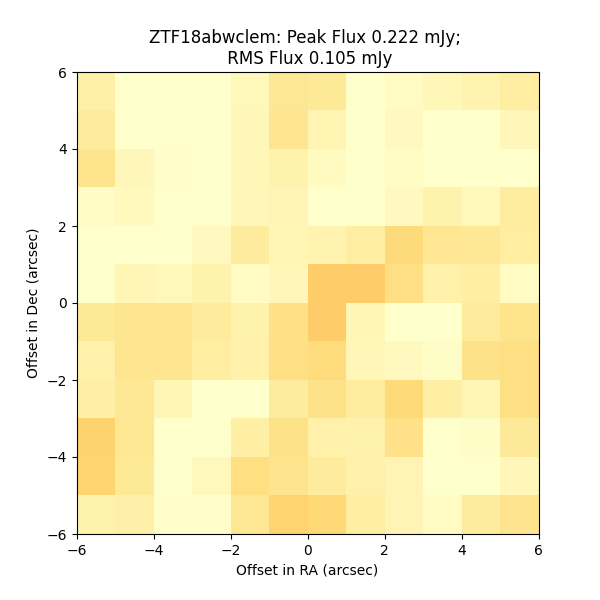 ZTF18abwclem: Peak Flux 0.222 mJy;
RMS Flux 0.105 mJy
6
4
2
0
−2
−4
−6
Offset in Dec (arcsec)
−6 −4 −2 0 2 4 6
Offset in RA (arcsec)